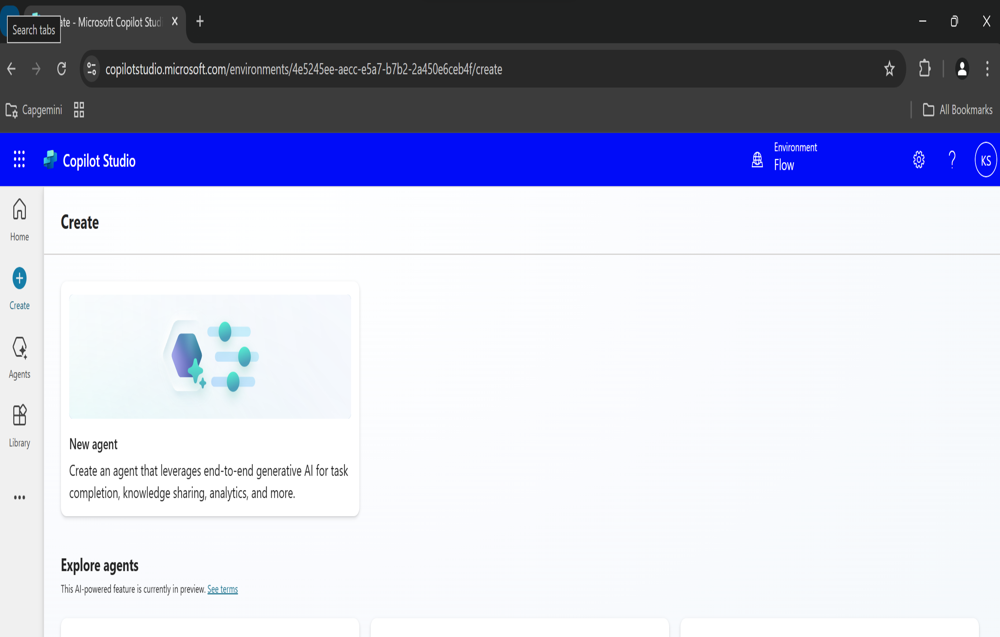 Search tabs
ate - Microsoft Copilot Studi
copilotstudio.microsoft.com/environments/4e5245ee-aecc-e5a7-b7b2-2a450e6ceb4f/create
Capgemini
All Bookmarks
Copilot Studio
Environment
Flow
KS
Home
Create
Agents
Library
Create
New agent
Create an agent that leverages end-to-end generative AI for task
completion, knowledge sharing, analytics, and more.
Explore agents
This AI-powered feature is currently in preview. See terms